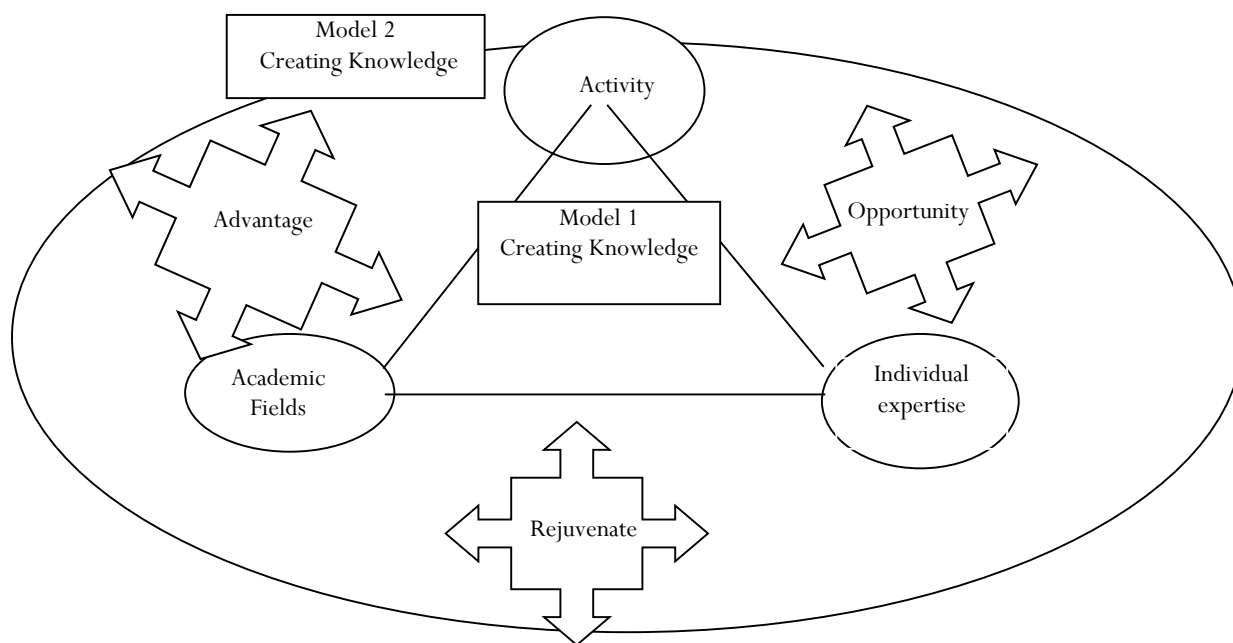 Model 2
Creating Knowledge
Activity
Advantage
Model 1
Creating Knowledge
Opportunity
Academic
Fields
Individual
expertise
Rejuvenate